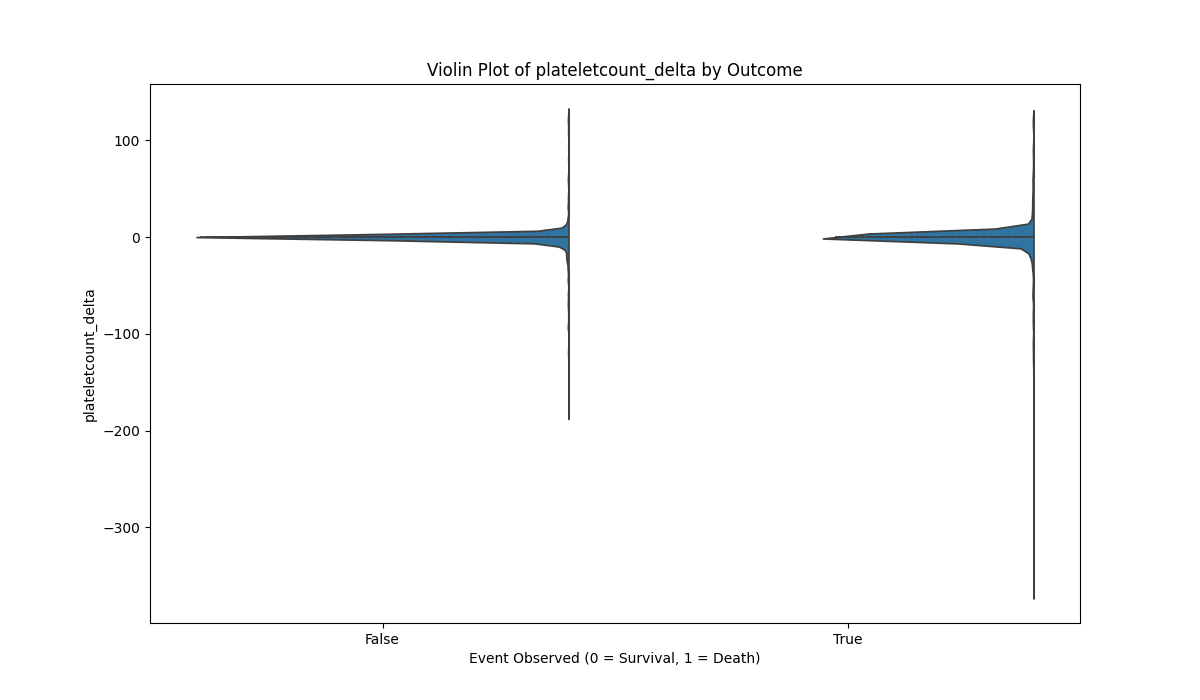 Violin Plot of plateletcount_delta by Outcome
plateletcount_delta
100
0
−100
−200
−300
False
True
Event Observed (0 = Survival, 1 = Death)